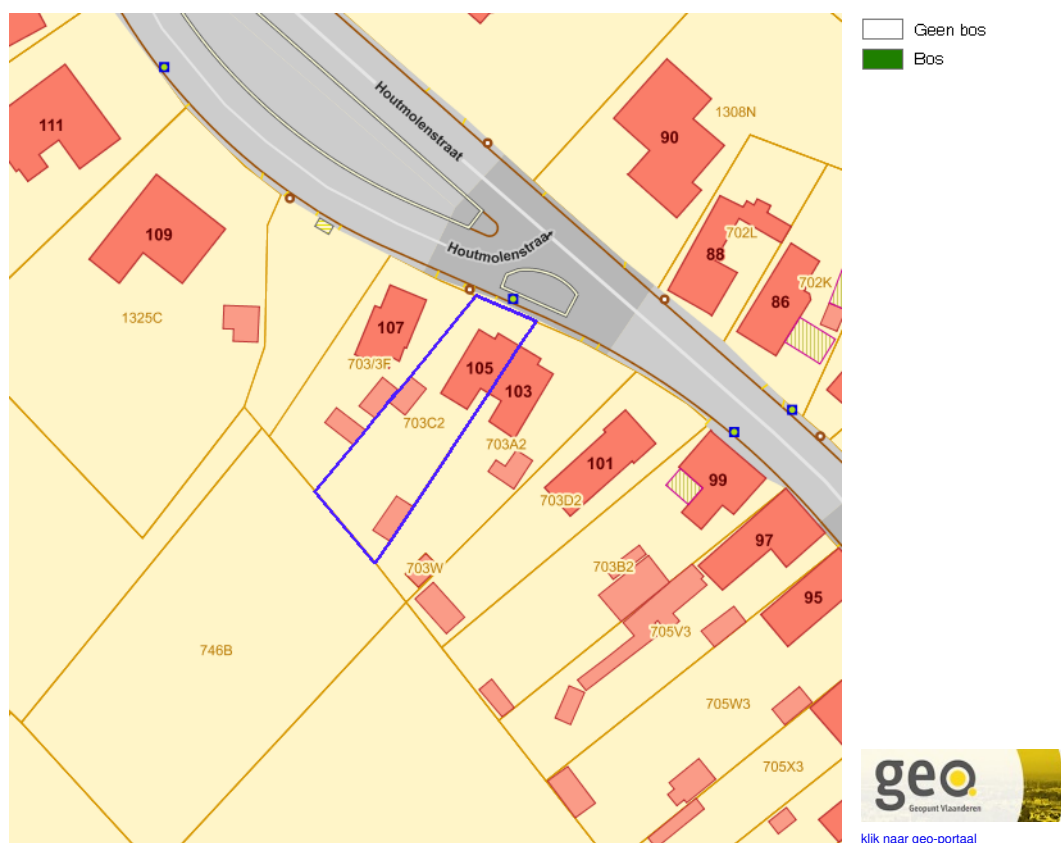 Geen bos
Bos
Houtmolenstraat
1308N
111
90
109
Houtmolenstraat
702L
88
702K
86
1325C
107
703/3F
105
103
703C2
703A2
101
99
703D2
97
703W
703B2
95
705V3
746B
705W3
705X3
geo
Geopunt Vlaanderen
klik naar geo-portaal